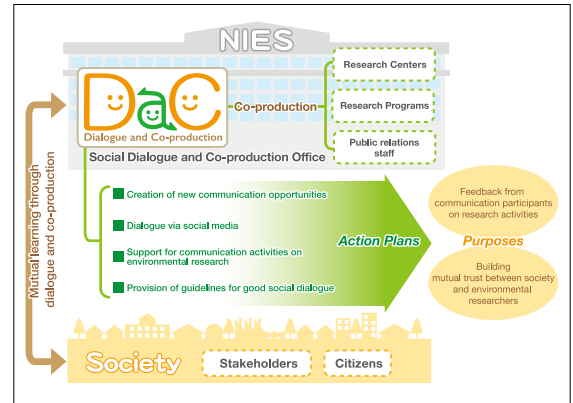 NIES
DaC
Dialogue and Co-production
Co-production
Research Centers
Research Programs
Public relations
staff
Social Dialogue and Co-production Office
Mutual learning through
dialogue and co-production
Creation of new communication opportunities
Dialogue via social media
Support for communication activities on
environmental research
Provision of guidelines for good social dialogue
Action Plans
Feedback from
communication participants
on research activities
Purposes
Building
mutual trust between society
and environmental
researchers
Society
Stakeholders
Citizens